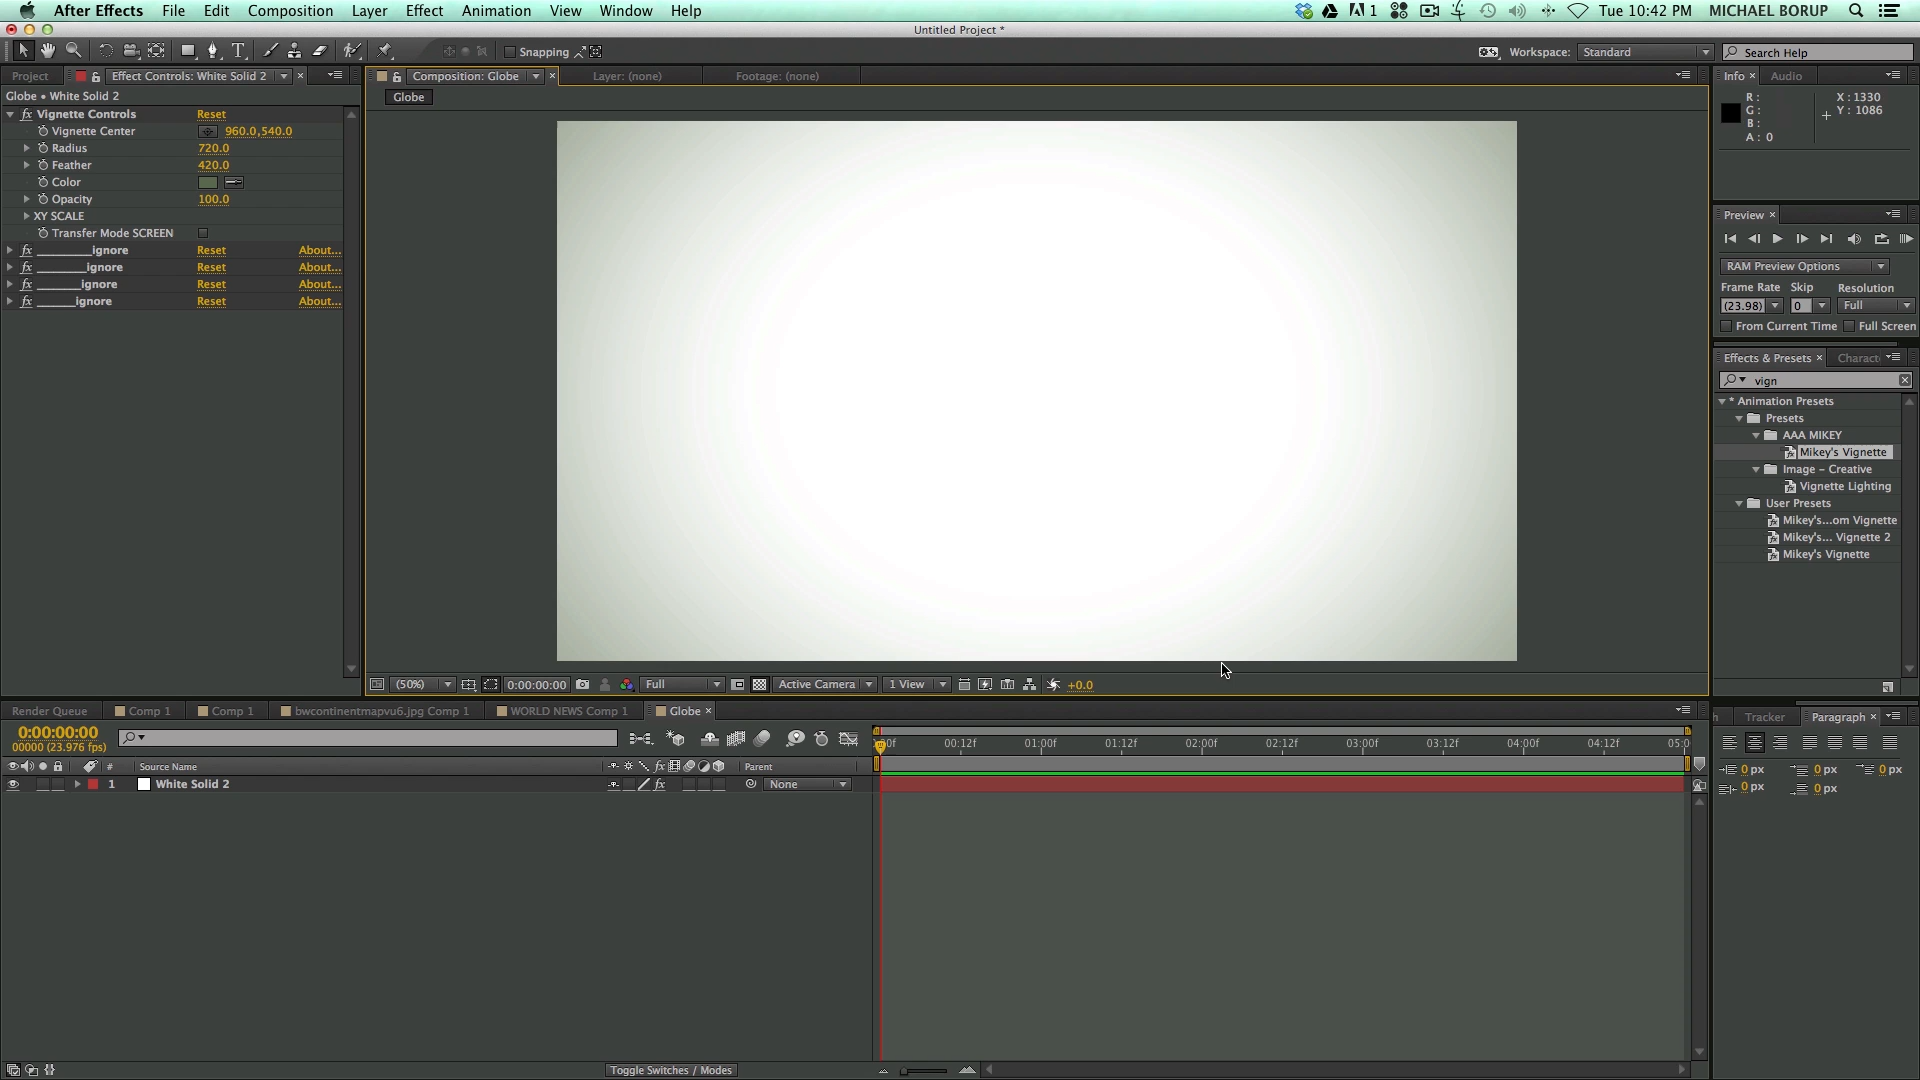 After Effects File Edit Composition Layer Effect Animation View Window Help
1 Tue 10:42 PM MICHAEL BORUP
Untitled Project *
Snapping
Workspace: Standard
Search Help
Project Effect Controls: White Solid 2
Globe • White Solid 2
Vignette Controls Reset
Vignette Center 960.0,540.0
Radius 720.0
Feather 420.0
Color
Opacity 100.0
XY SCALE
Transfer Mode SCREEN
_________ignore Reset About...
________ignore Reset About...
_______ignore Reset About...
______ignore Reset About...
Composition: Globe Layer: (none) Footage: (none)
Globe
(50%) 0:00:00:00 Full Active Camera 1 View +0.0
Info Audio
R: X: 1330
G: Y: 1086
B:
A: 0
Preview
RAM Preview Options
Frame Rate Skip Resolution
(23.98) 0 Full
From Current Time Full Screen
Effects & Presets Charact
vign
* Animation Presets
Presets
AAA MIKEY
Mikey's Vignette
Image – Creative
Vignette Lighting
User Presets
Mikey's...om Vignette
Mikey's... Vignette 2
Mikey's Vignette
Render Queue Comp 1 Comp 1 bwcontinentmapvu6.jpg Comp 1 WORLD NEWS Comp 1 Globe
0:00:00:00
00000 (23.976 fps)
# Source Name Parent
1 White Solid 2 None
:00f 00:12f 01:00f 01:12f 02:00f 02:12f 03:00f 03:12f 04:00f 04:12f 05:0
Toggle Switches / Modes
Tracker Paragraph
0 px 0 px 0 px
0 px 0 px